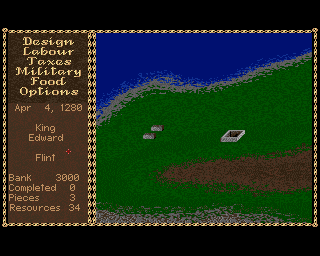 Design
Labour
Taxes
Military
Food
Options
Apr 4, 1280
King
Edward
Flint
Bank 3000
Completed 0
Pieces 3
Resources 34